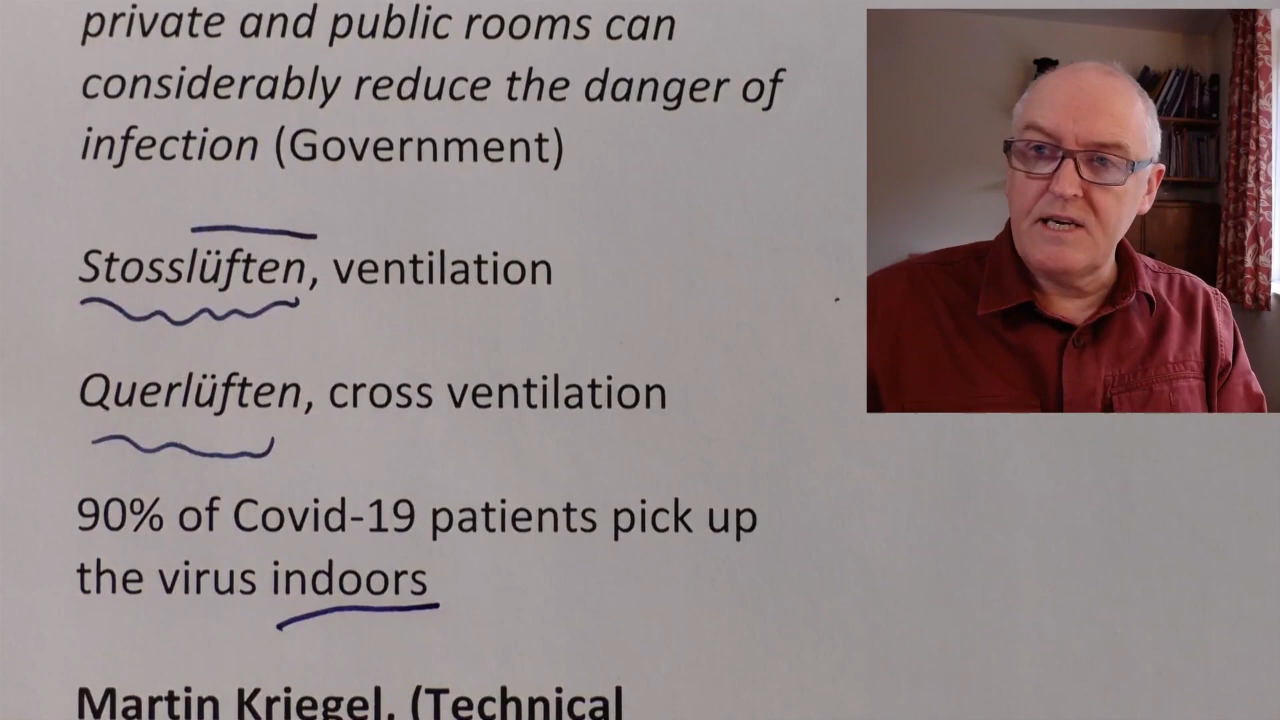 private and public rooms can
considerably reduce the danger of
infection (Government)
Stosslüften, ventilation
Querlüften, cross ventilation
90% of Covid-19 patients pick up
the virus indoors
Martin Kriegel. (Technical